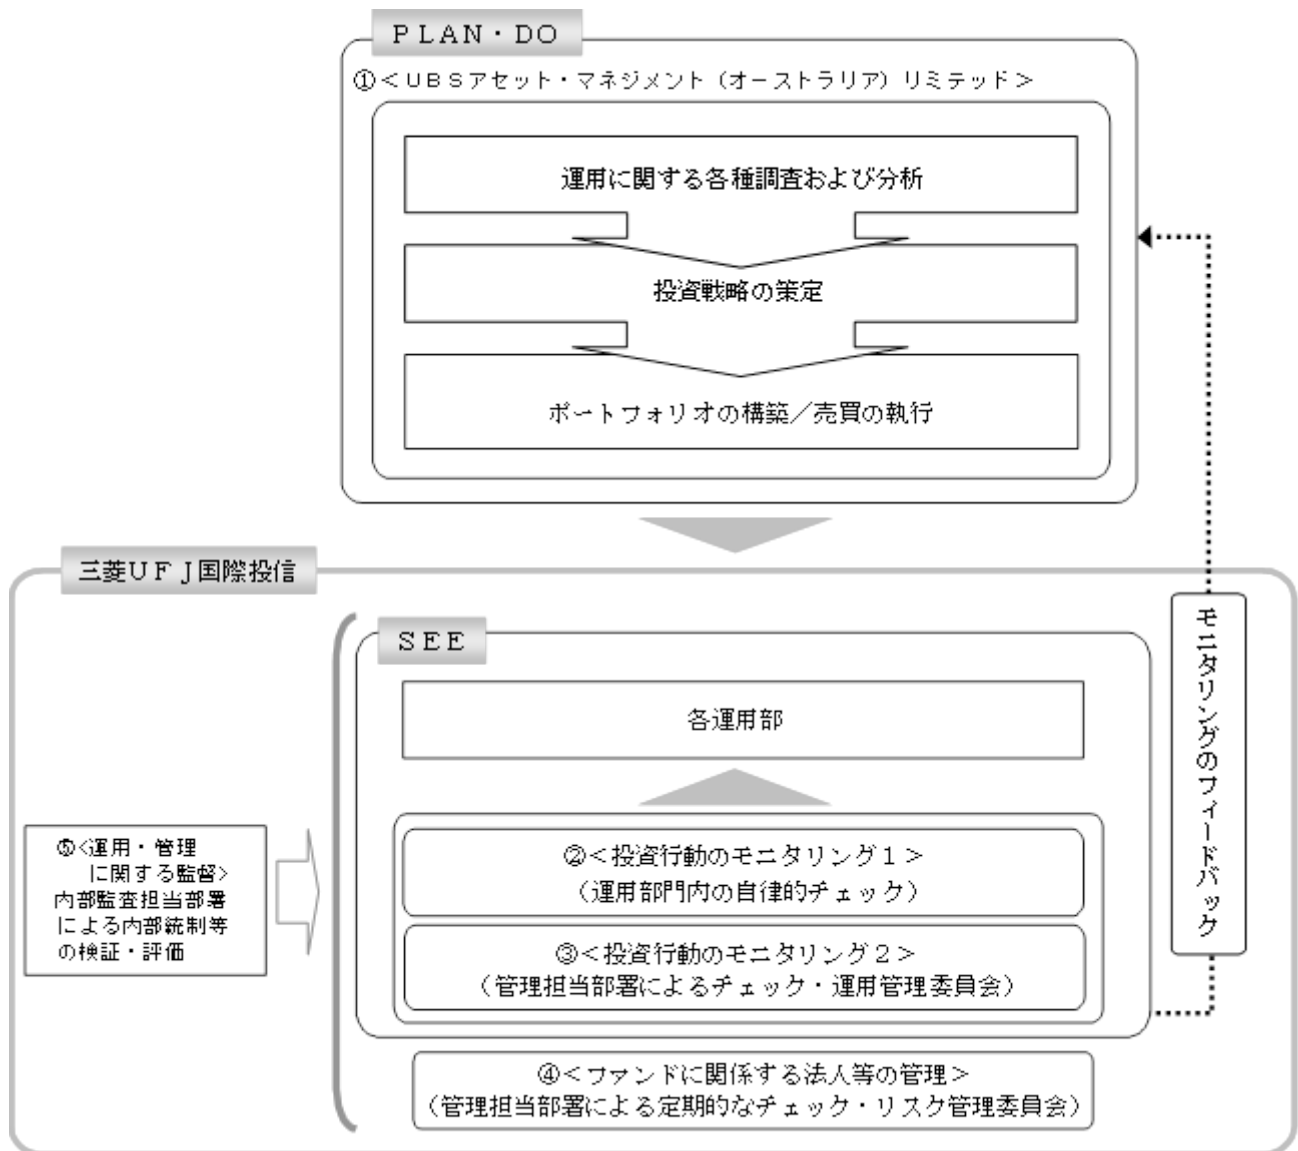 ＰＬＡＮ・ＤＯ
①＜ＵＢＳアセット・マネジメント（オーストラリア）リミテッド＞
運用に関する各種調査および分析
投資戦略の策定
ポートフォリオの構築／売買の執行
三菱ＵＦＪ国際投信
ＳＥＥ
各運用部
②＜投資行動のモニタリング１＞
（運用部門内の自律的チェック）
③＜投資行動のモニタリング２＞
（管理担当部署によるチェック・運用管理委員会）
④＜ファンドに関係する法人等の管理＞
（管理担当部署による定期的なチェック・リスク管理委員会）
⑤<運用・管理
に関する監督>
内部監査担当部署
による内部統制等
の検証・評価
モニタリングのフィードバック